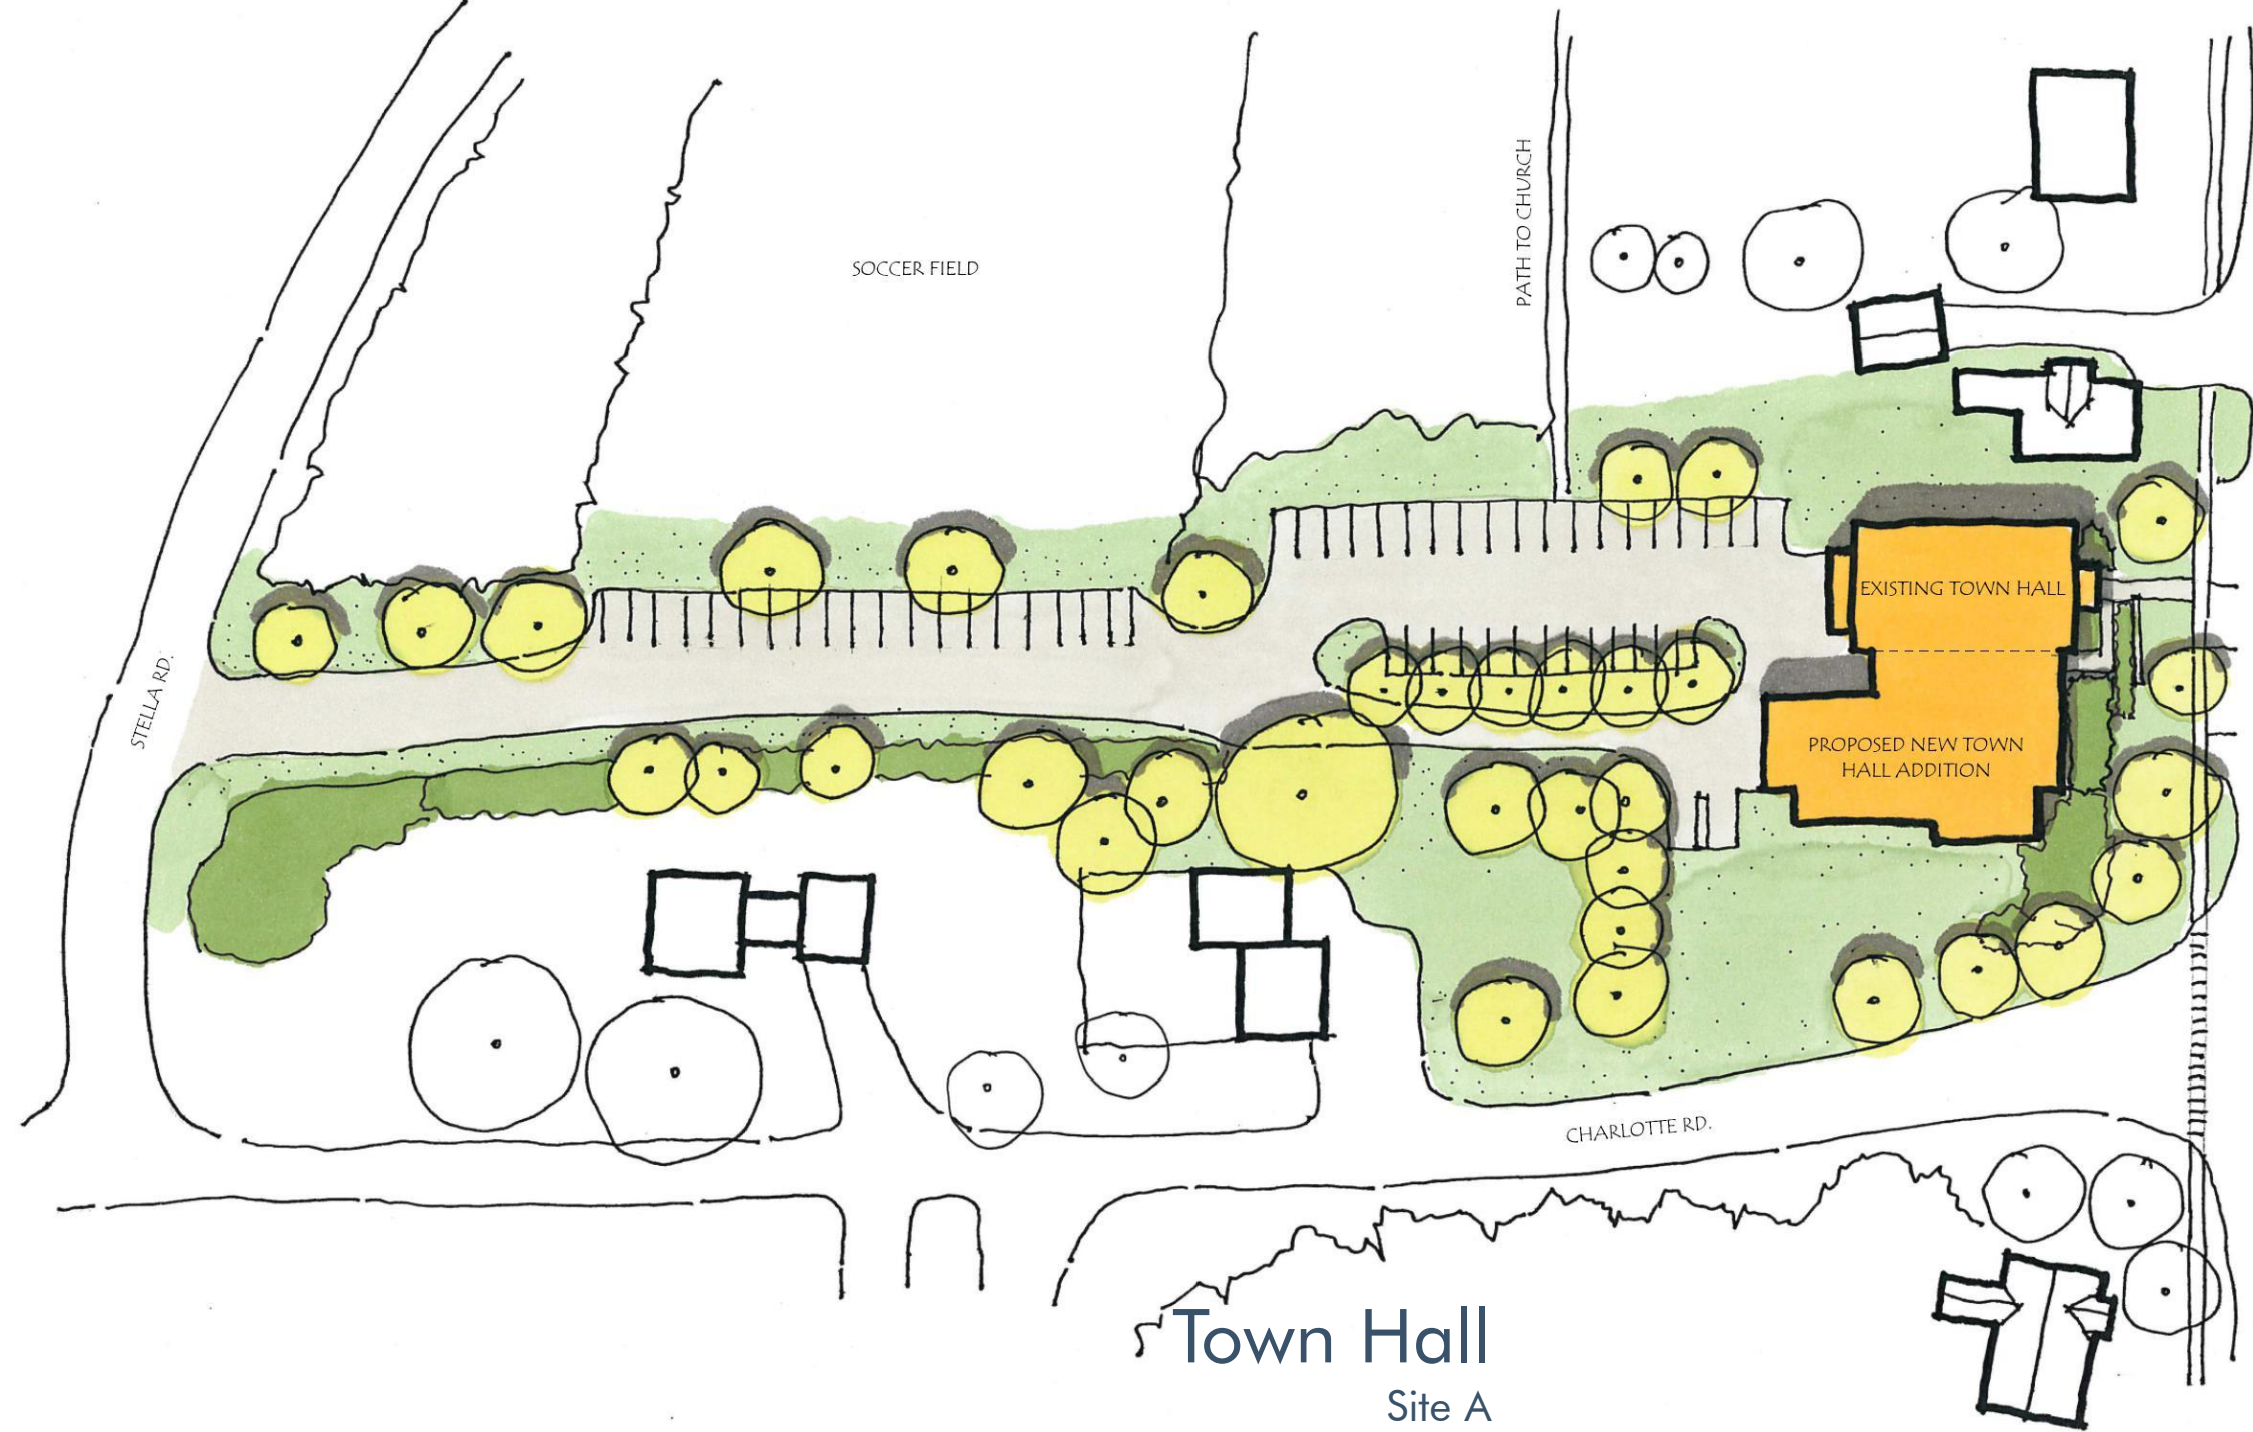 PATH TO CHURCH
SOCCER FIELD
EXISTING TOWN HALL
STELLA RD.
PROPOSED NEW TOWN
HALL ADDITION
CHARLOTTE RD.
Town Hall
Site A